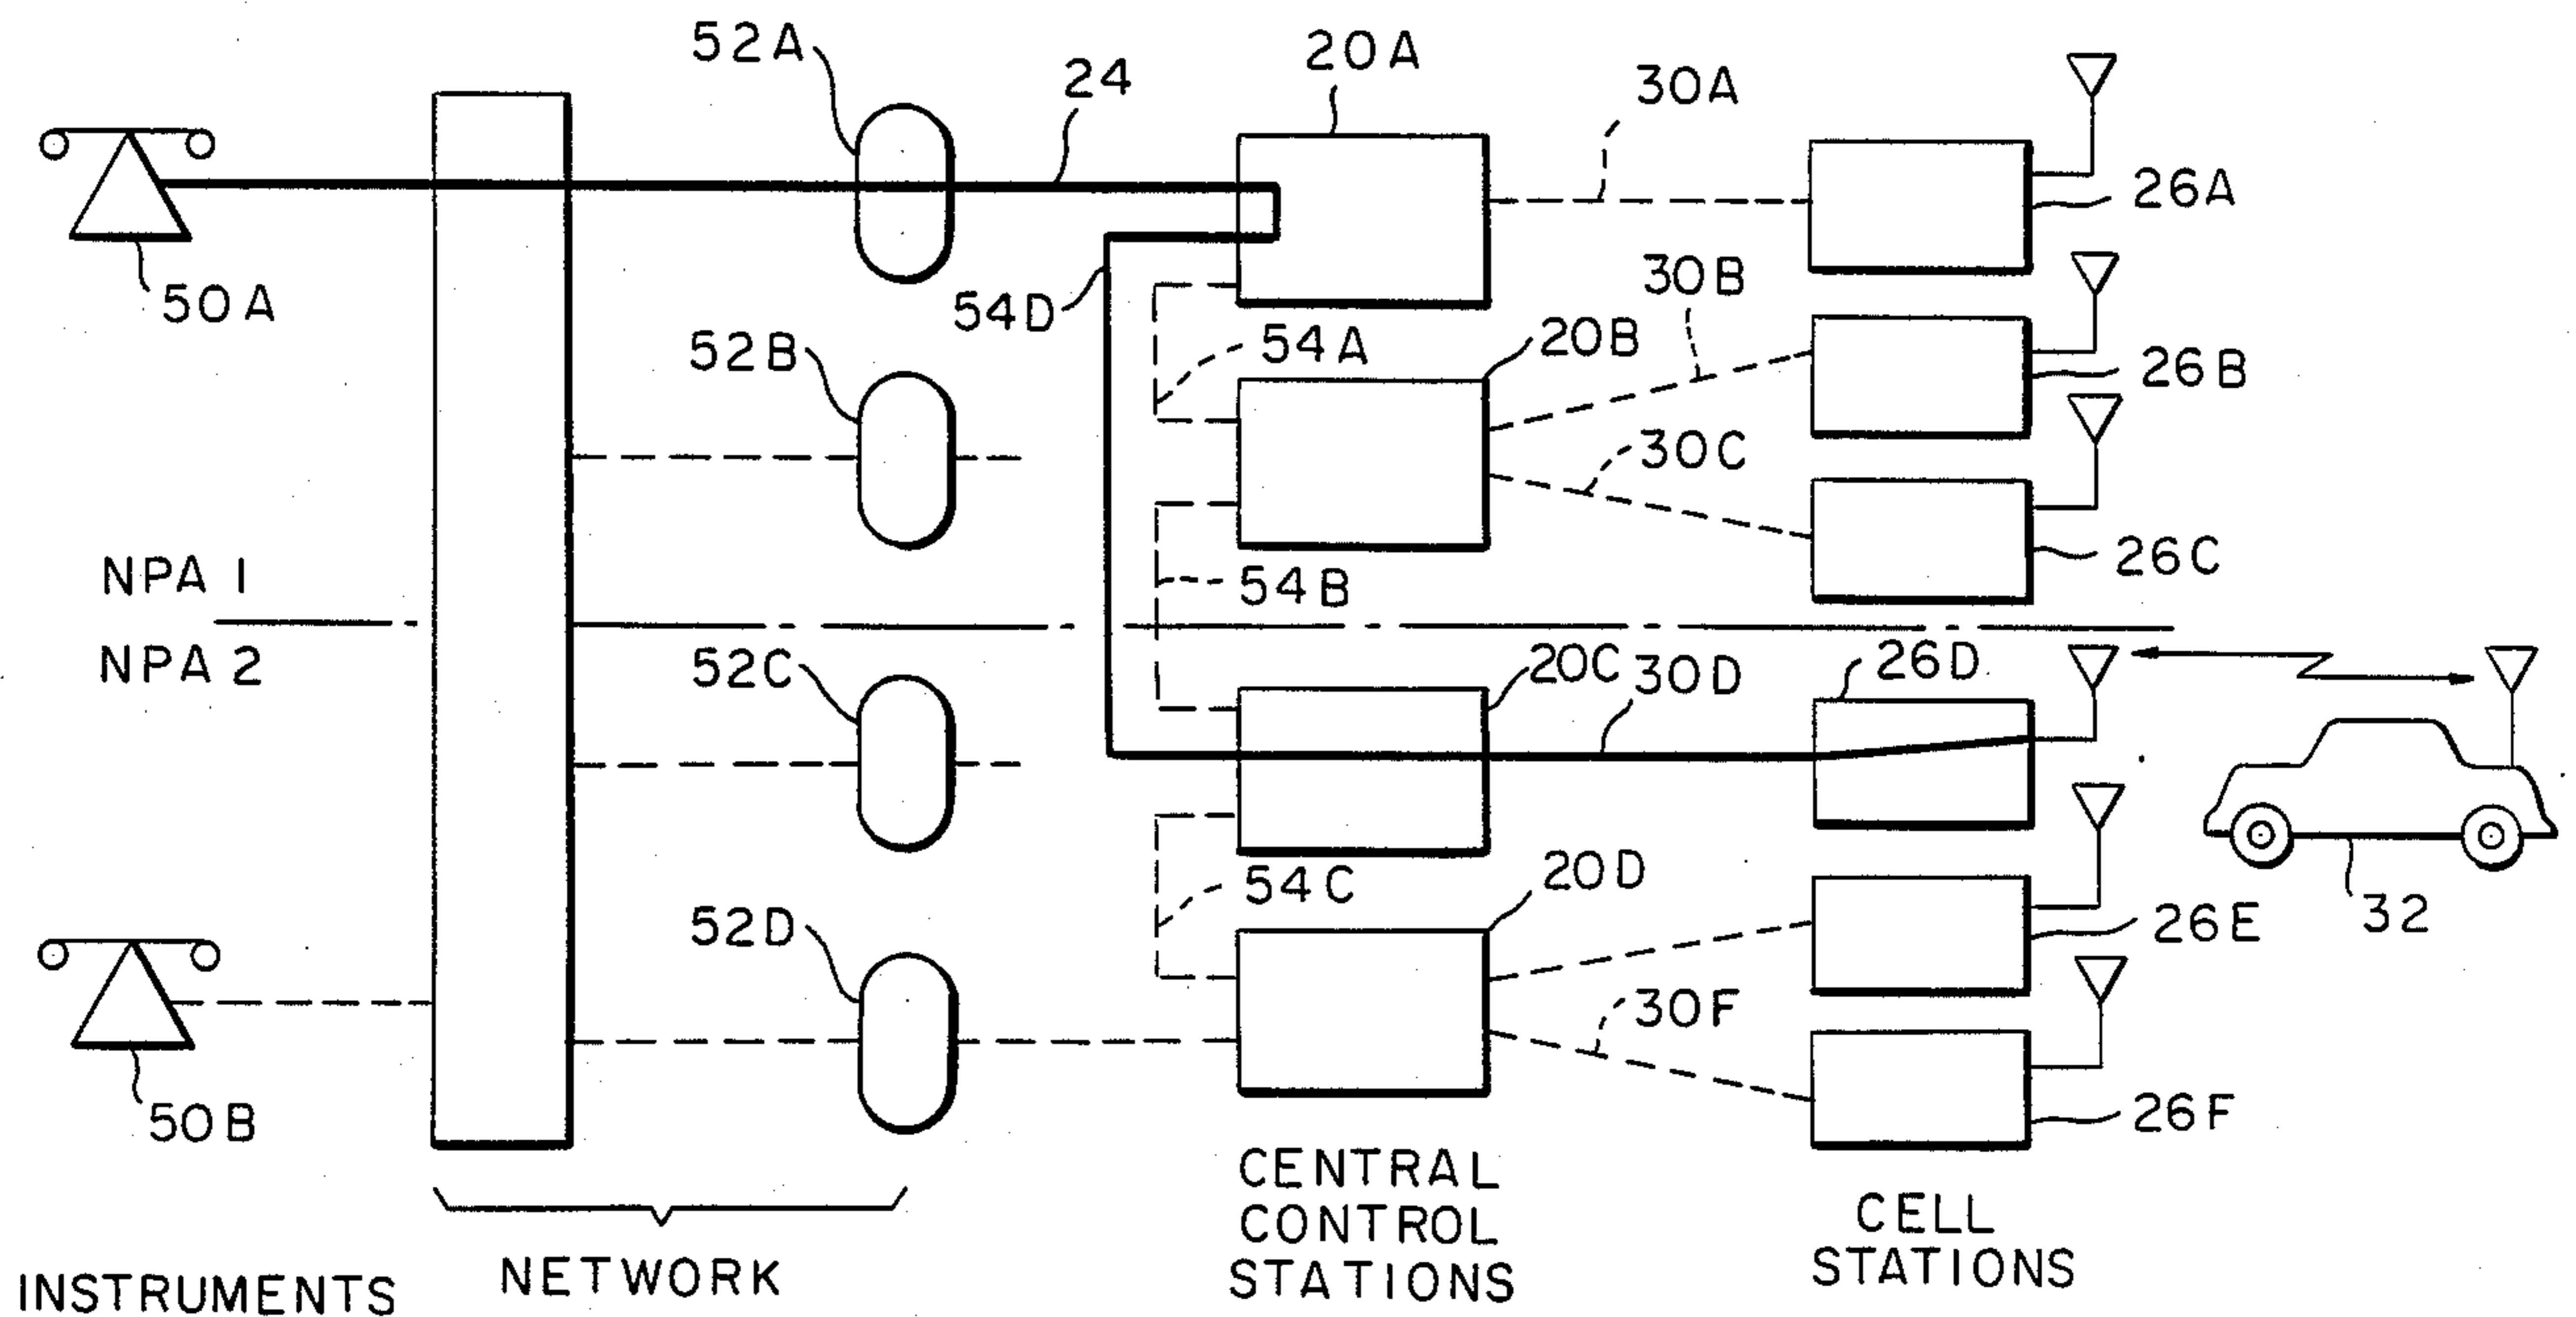 52A
24
20A
30A
26A
50A
54D
30B
52B
54A
20B
26B
30C
NPA 1
54B
26C
NPA 2
52C
20C
30D
26D
54C
20D
32
52D
26E
30F
50B
26F
CENTRAL
CONTROL
STATIONS
CELL
STATIONS
NETWORK
INSTRUMENTS